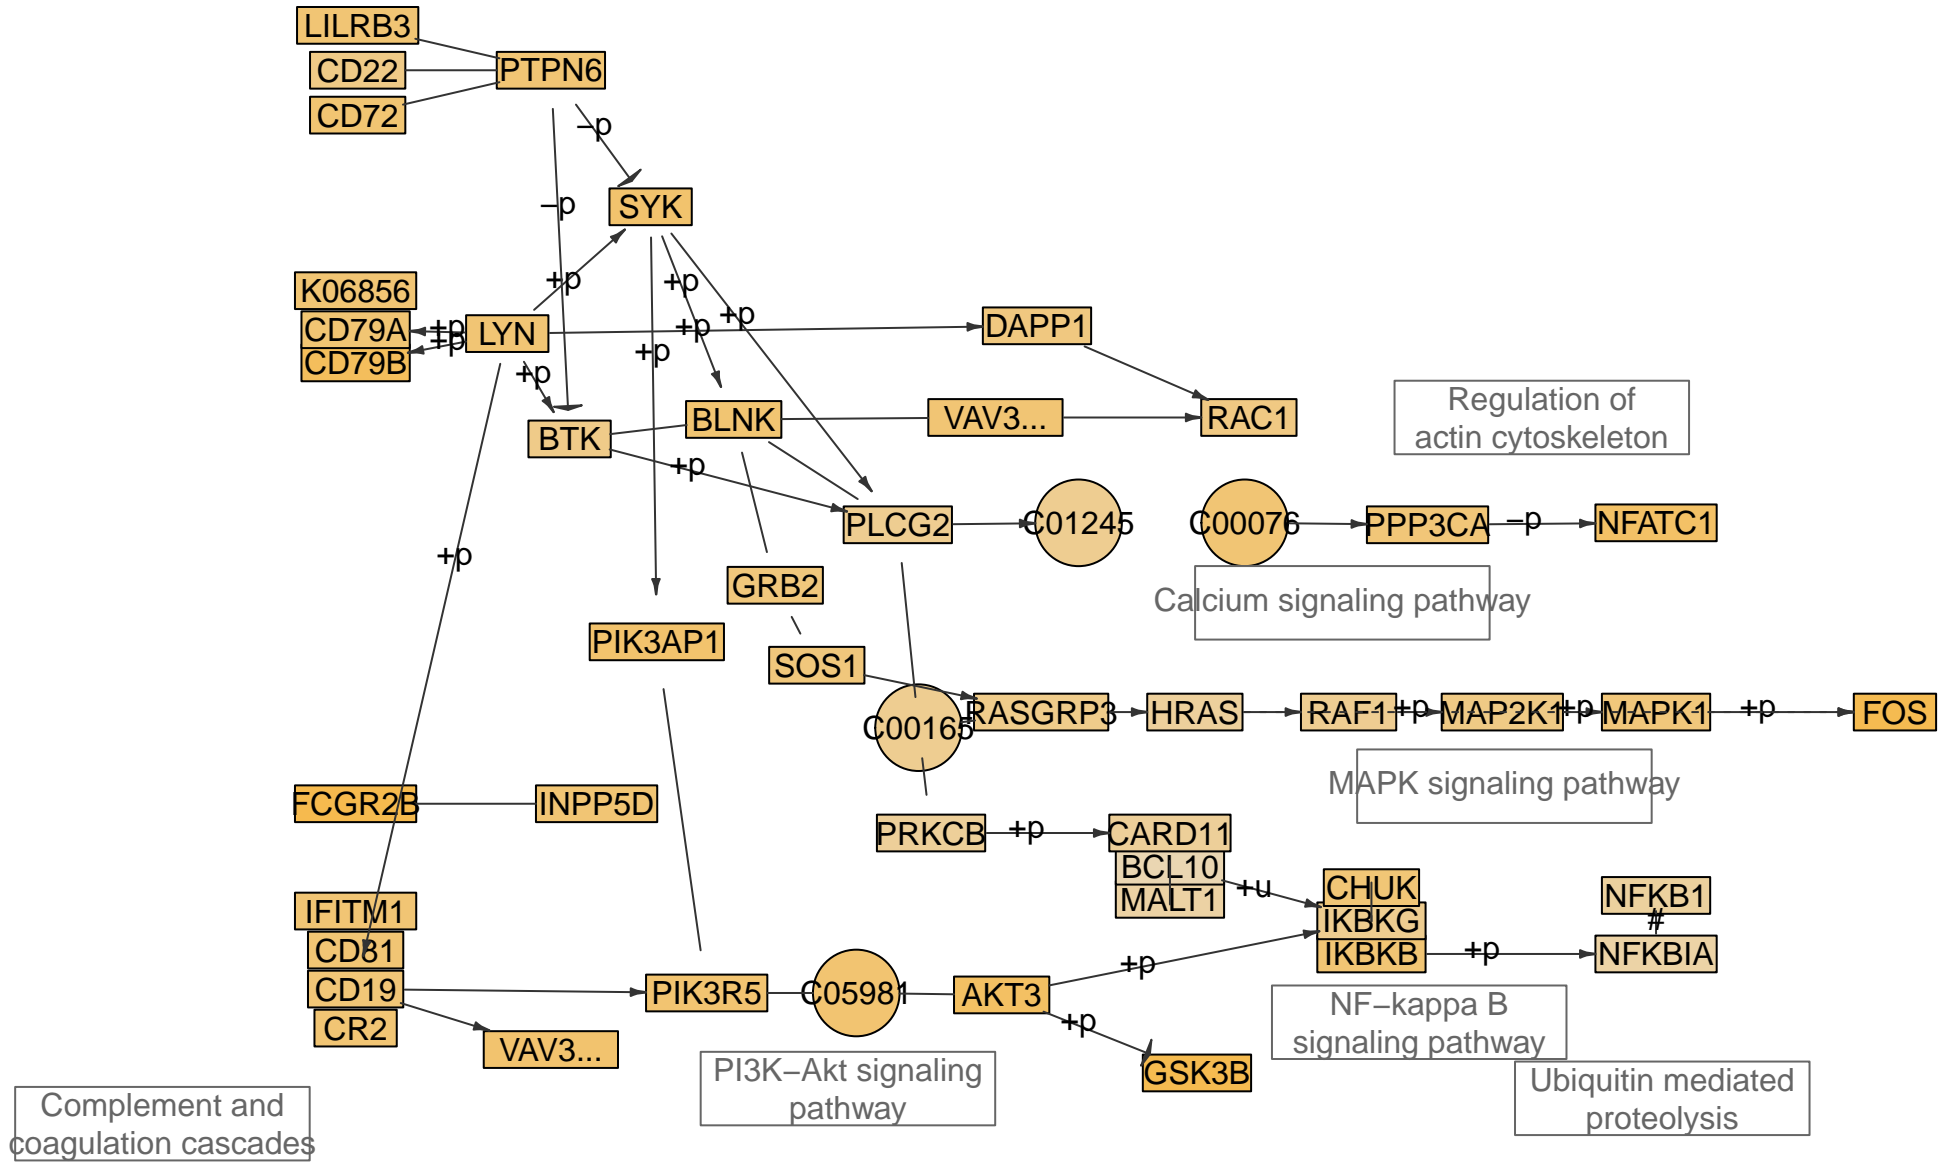 LILRB3
CD22
PTPN6
CD72
–p
–p
SYK
+p
+p
K06856
CD79A
+p
LYN
+p
+p
DAPP1
CD79B
+p
+p
+p
BTK
BLNK
VAV3...
RAC1
Regulation of
actin cytoskeleton
+p
PLCG2
C01245
C00076
PPP3CA
–p
NFATC1
+p
GRB2
Calcium signaling pathway
PIK3AP1
SOS1
C00165
RASGRP3
HRAS
RAF1
+p
MAP2K1
+p
MAPK1
+p
FOS
MAPK signaling pathway
FCGR2B
INPP5D
PRKCB
+p
CARD11
BCL10
MALT1
+u
CHUK
IKBKG
IKBKB
NFKB1
#
+p
NFKBIA
IFITM1
CD81
CD19
CR2
VAV3...
PIK3R5
C05981
AKT3
+p
+p
GSK3B
NF–kappa B
signaling pathway
PI3K–Akt signaling
pathway
Ubiquitin mediated
proteolysis
Complement and
coagulation cascades